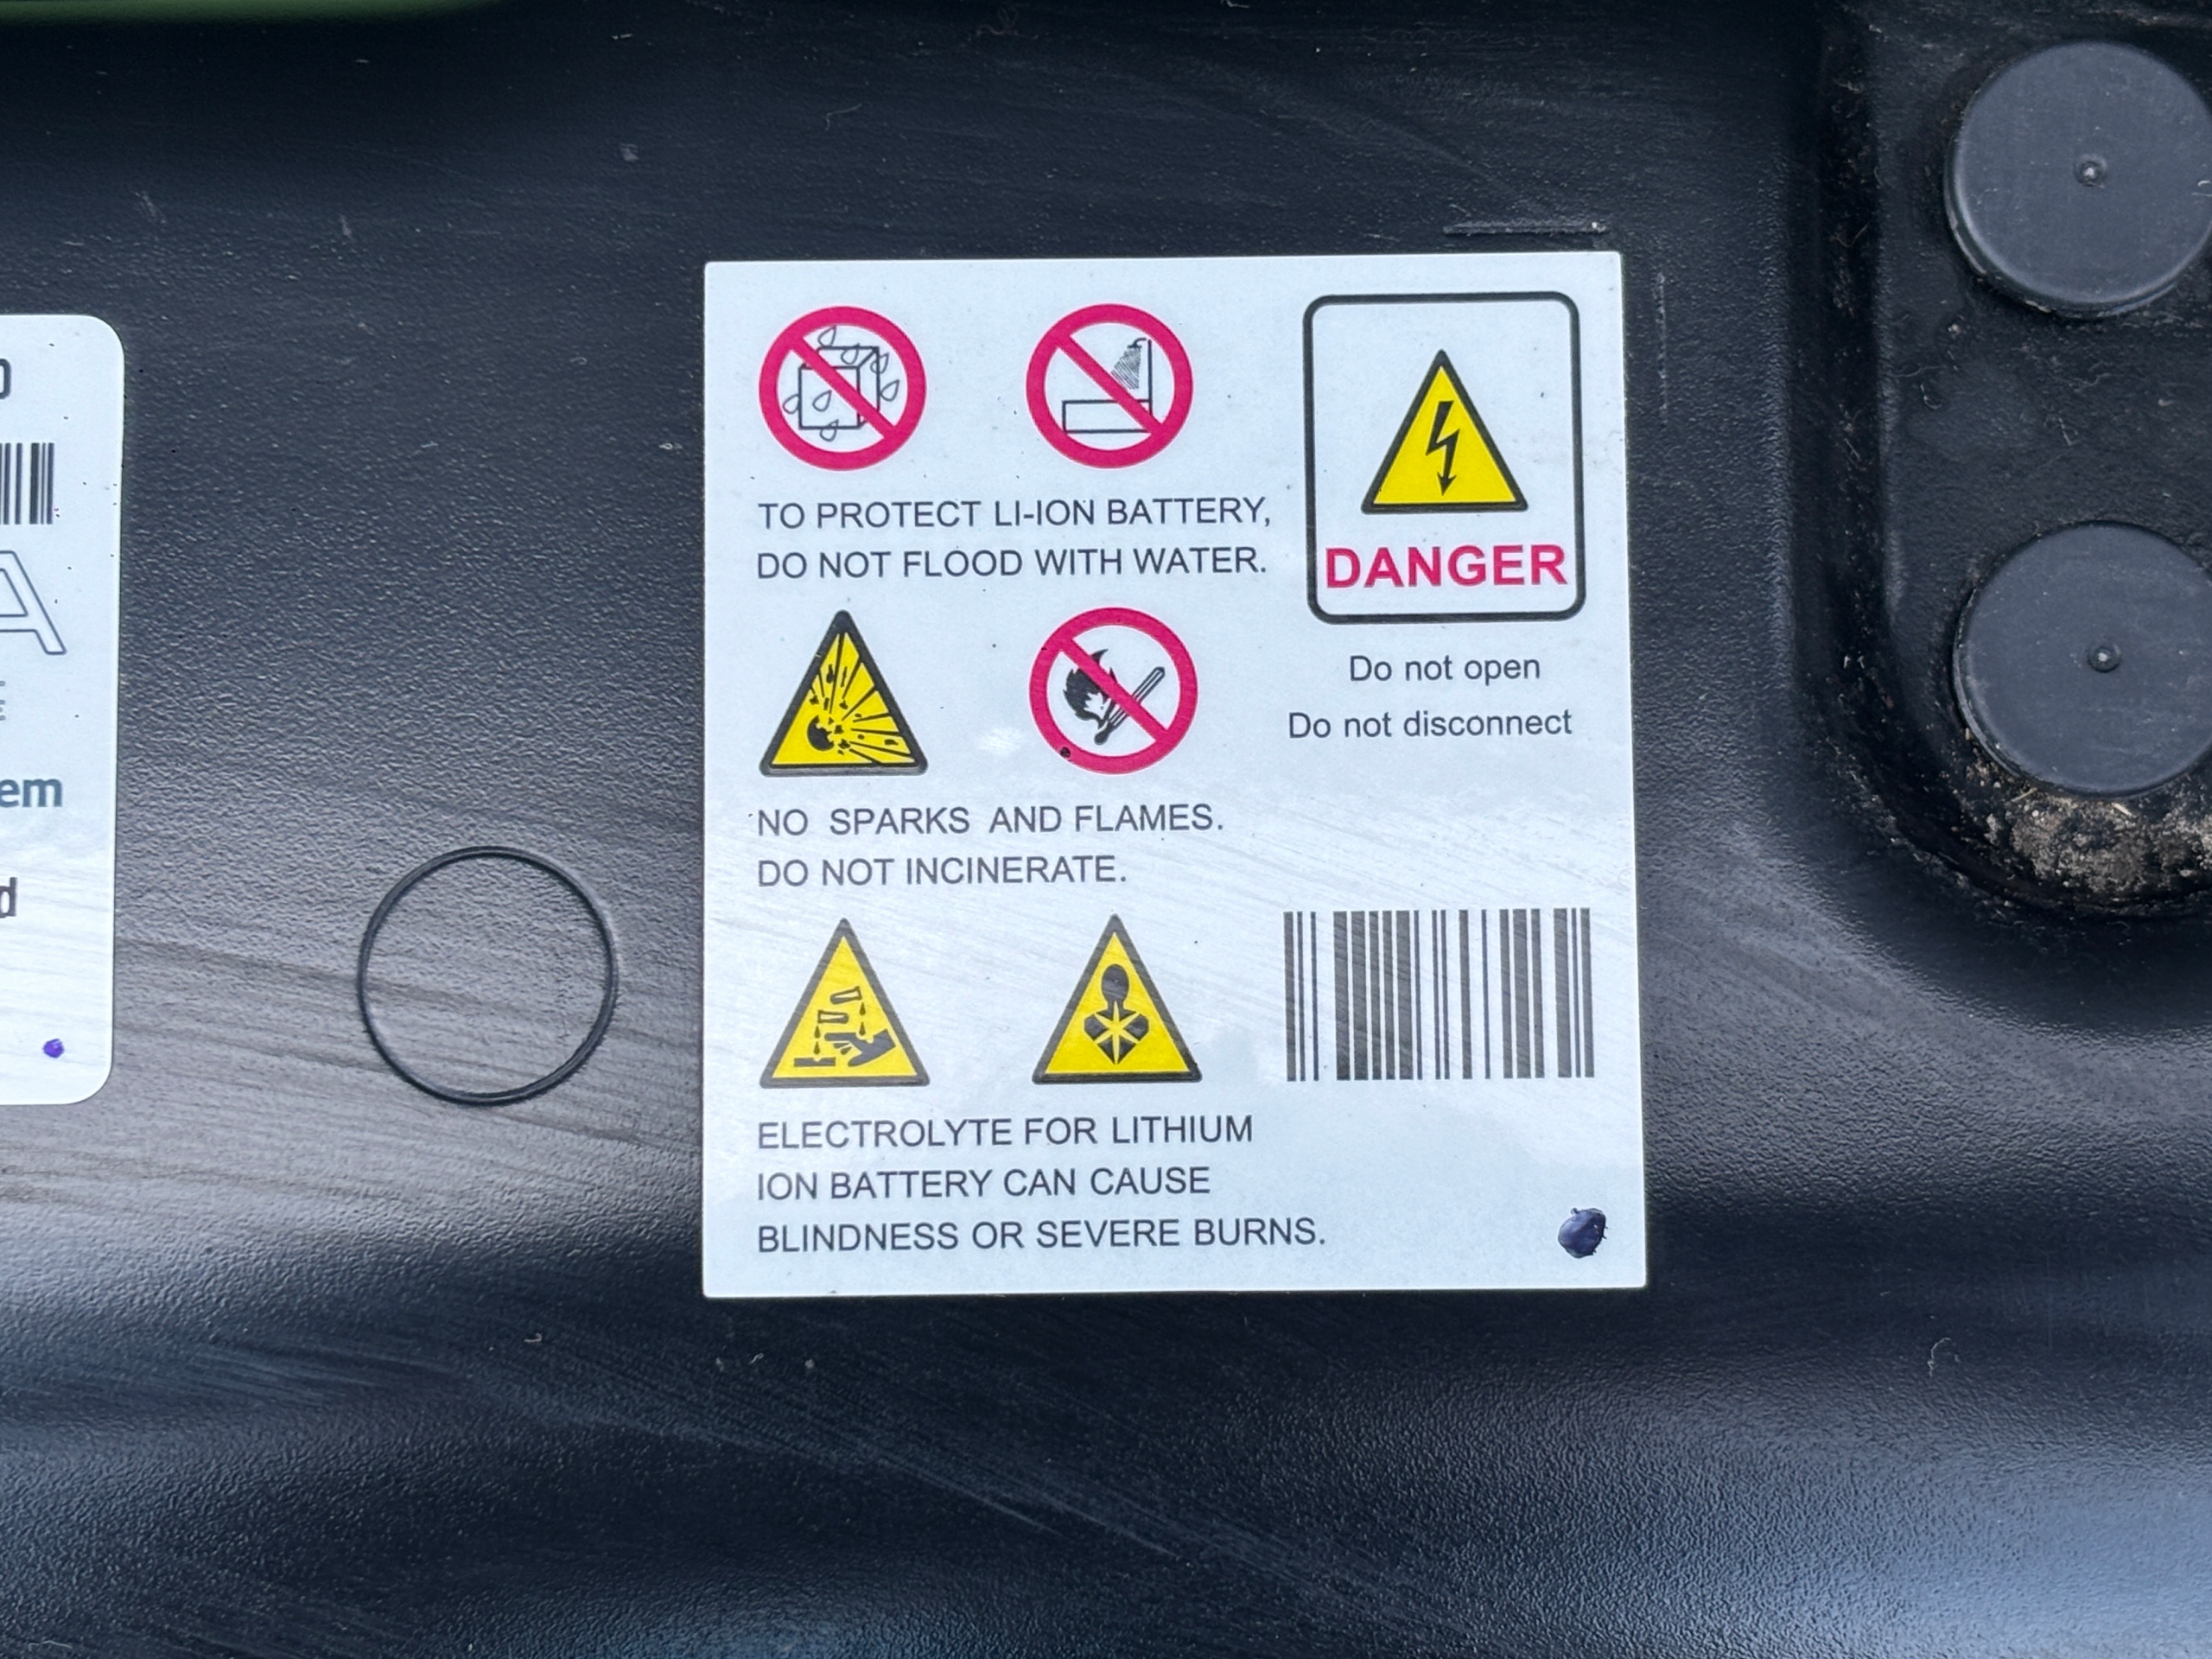 em
d
TO PROTECT LI-ION BATTERY,
DO NOT FLOOD WITH WATER.
DANGER
Do not open
Do not disconnect
NO SPARKS AND FLAMES.
DO NOT INCINERATE.
ELECTROLYTE FOR LITHIUM
ION BATTERY CAN CAUSE
BLINDNESS OR SEVERE BURNS.